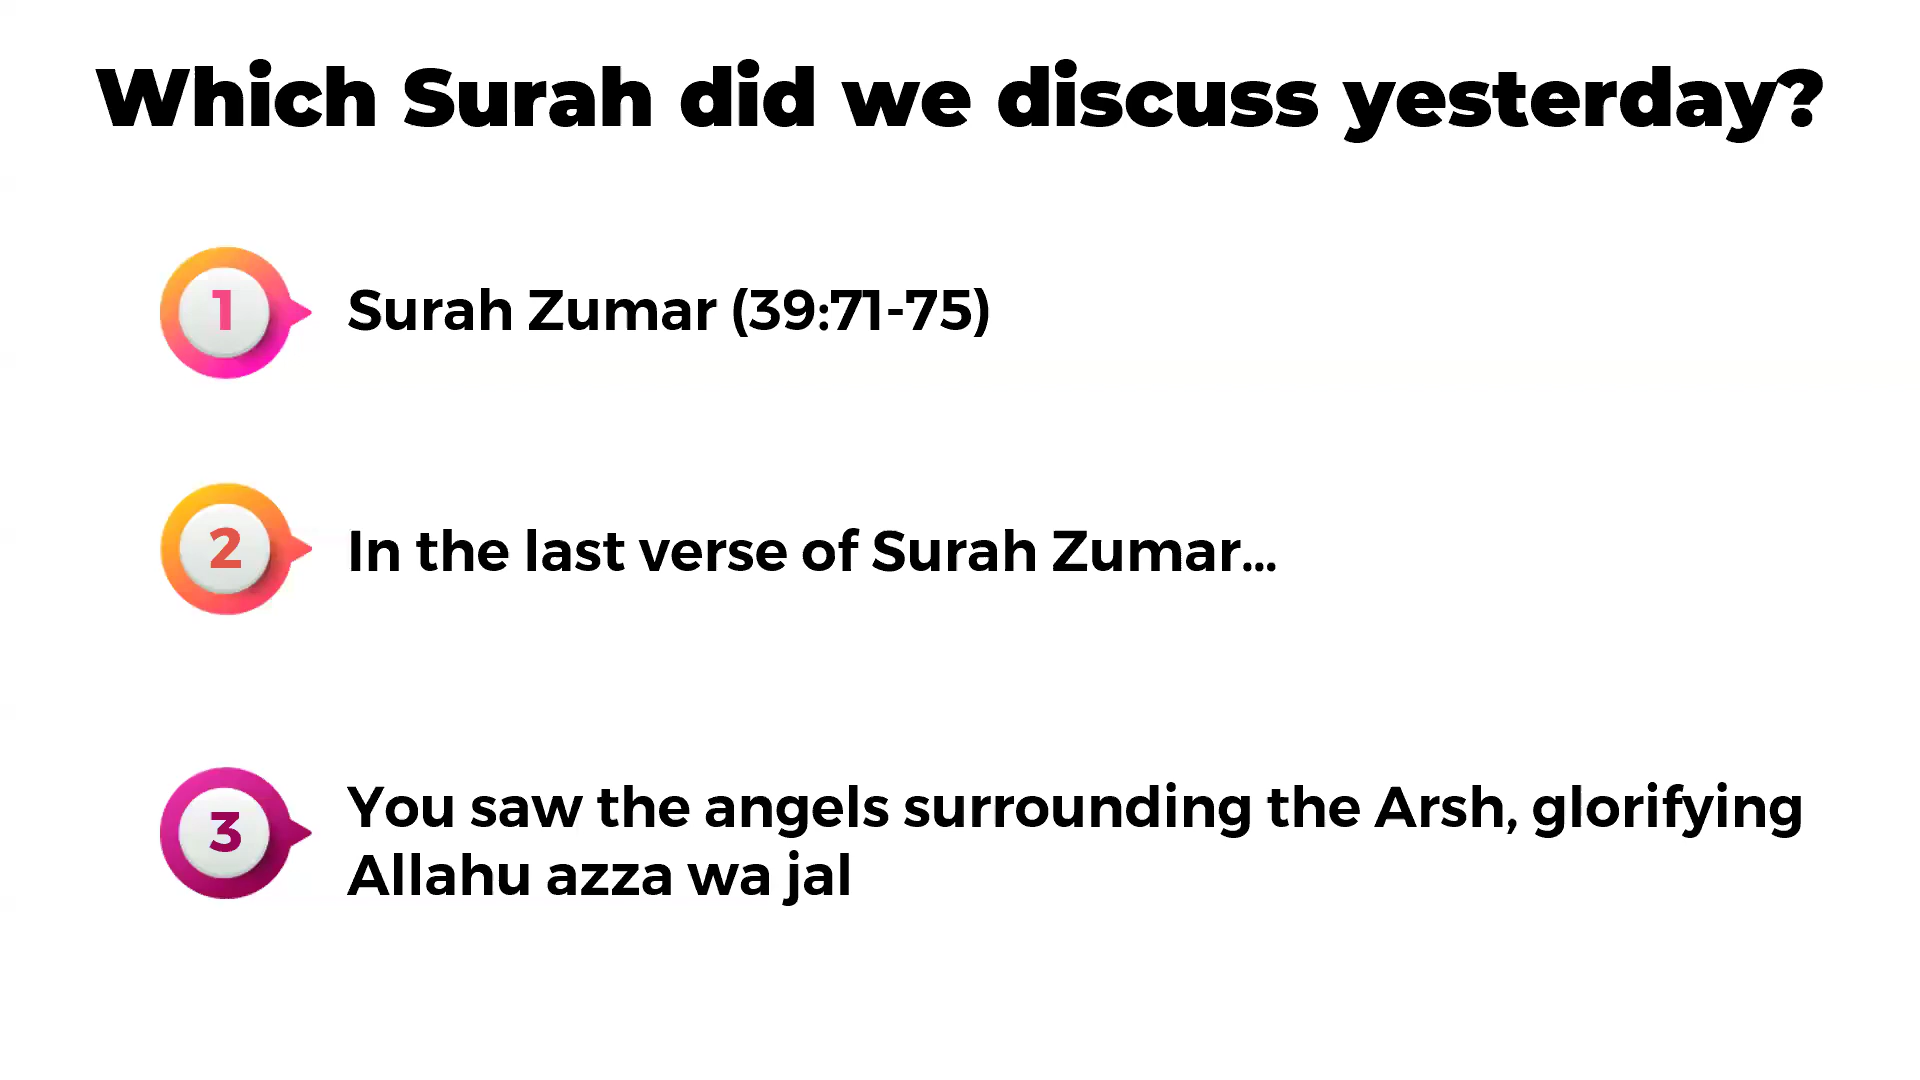 Which Surah did we discuss yesterday?
1
Surah Zumar (39:71-75)
2
In the last verse of Surah Zumar...
3
You saw the angels surrounding the Arsh, glorifying
Allahu azza wa jal